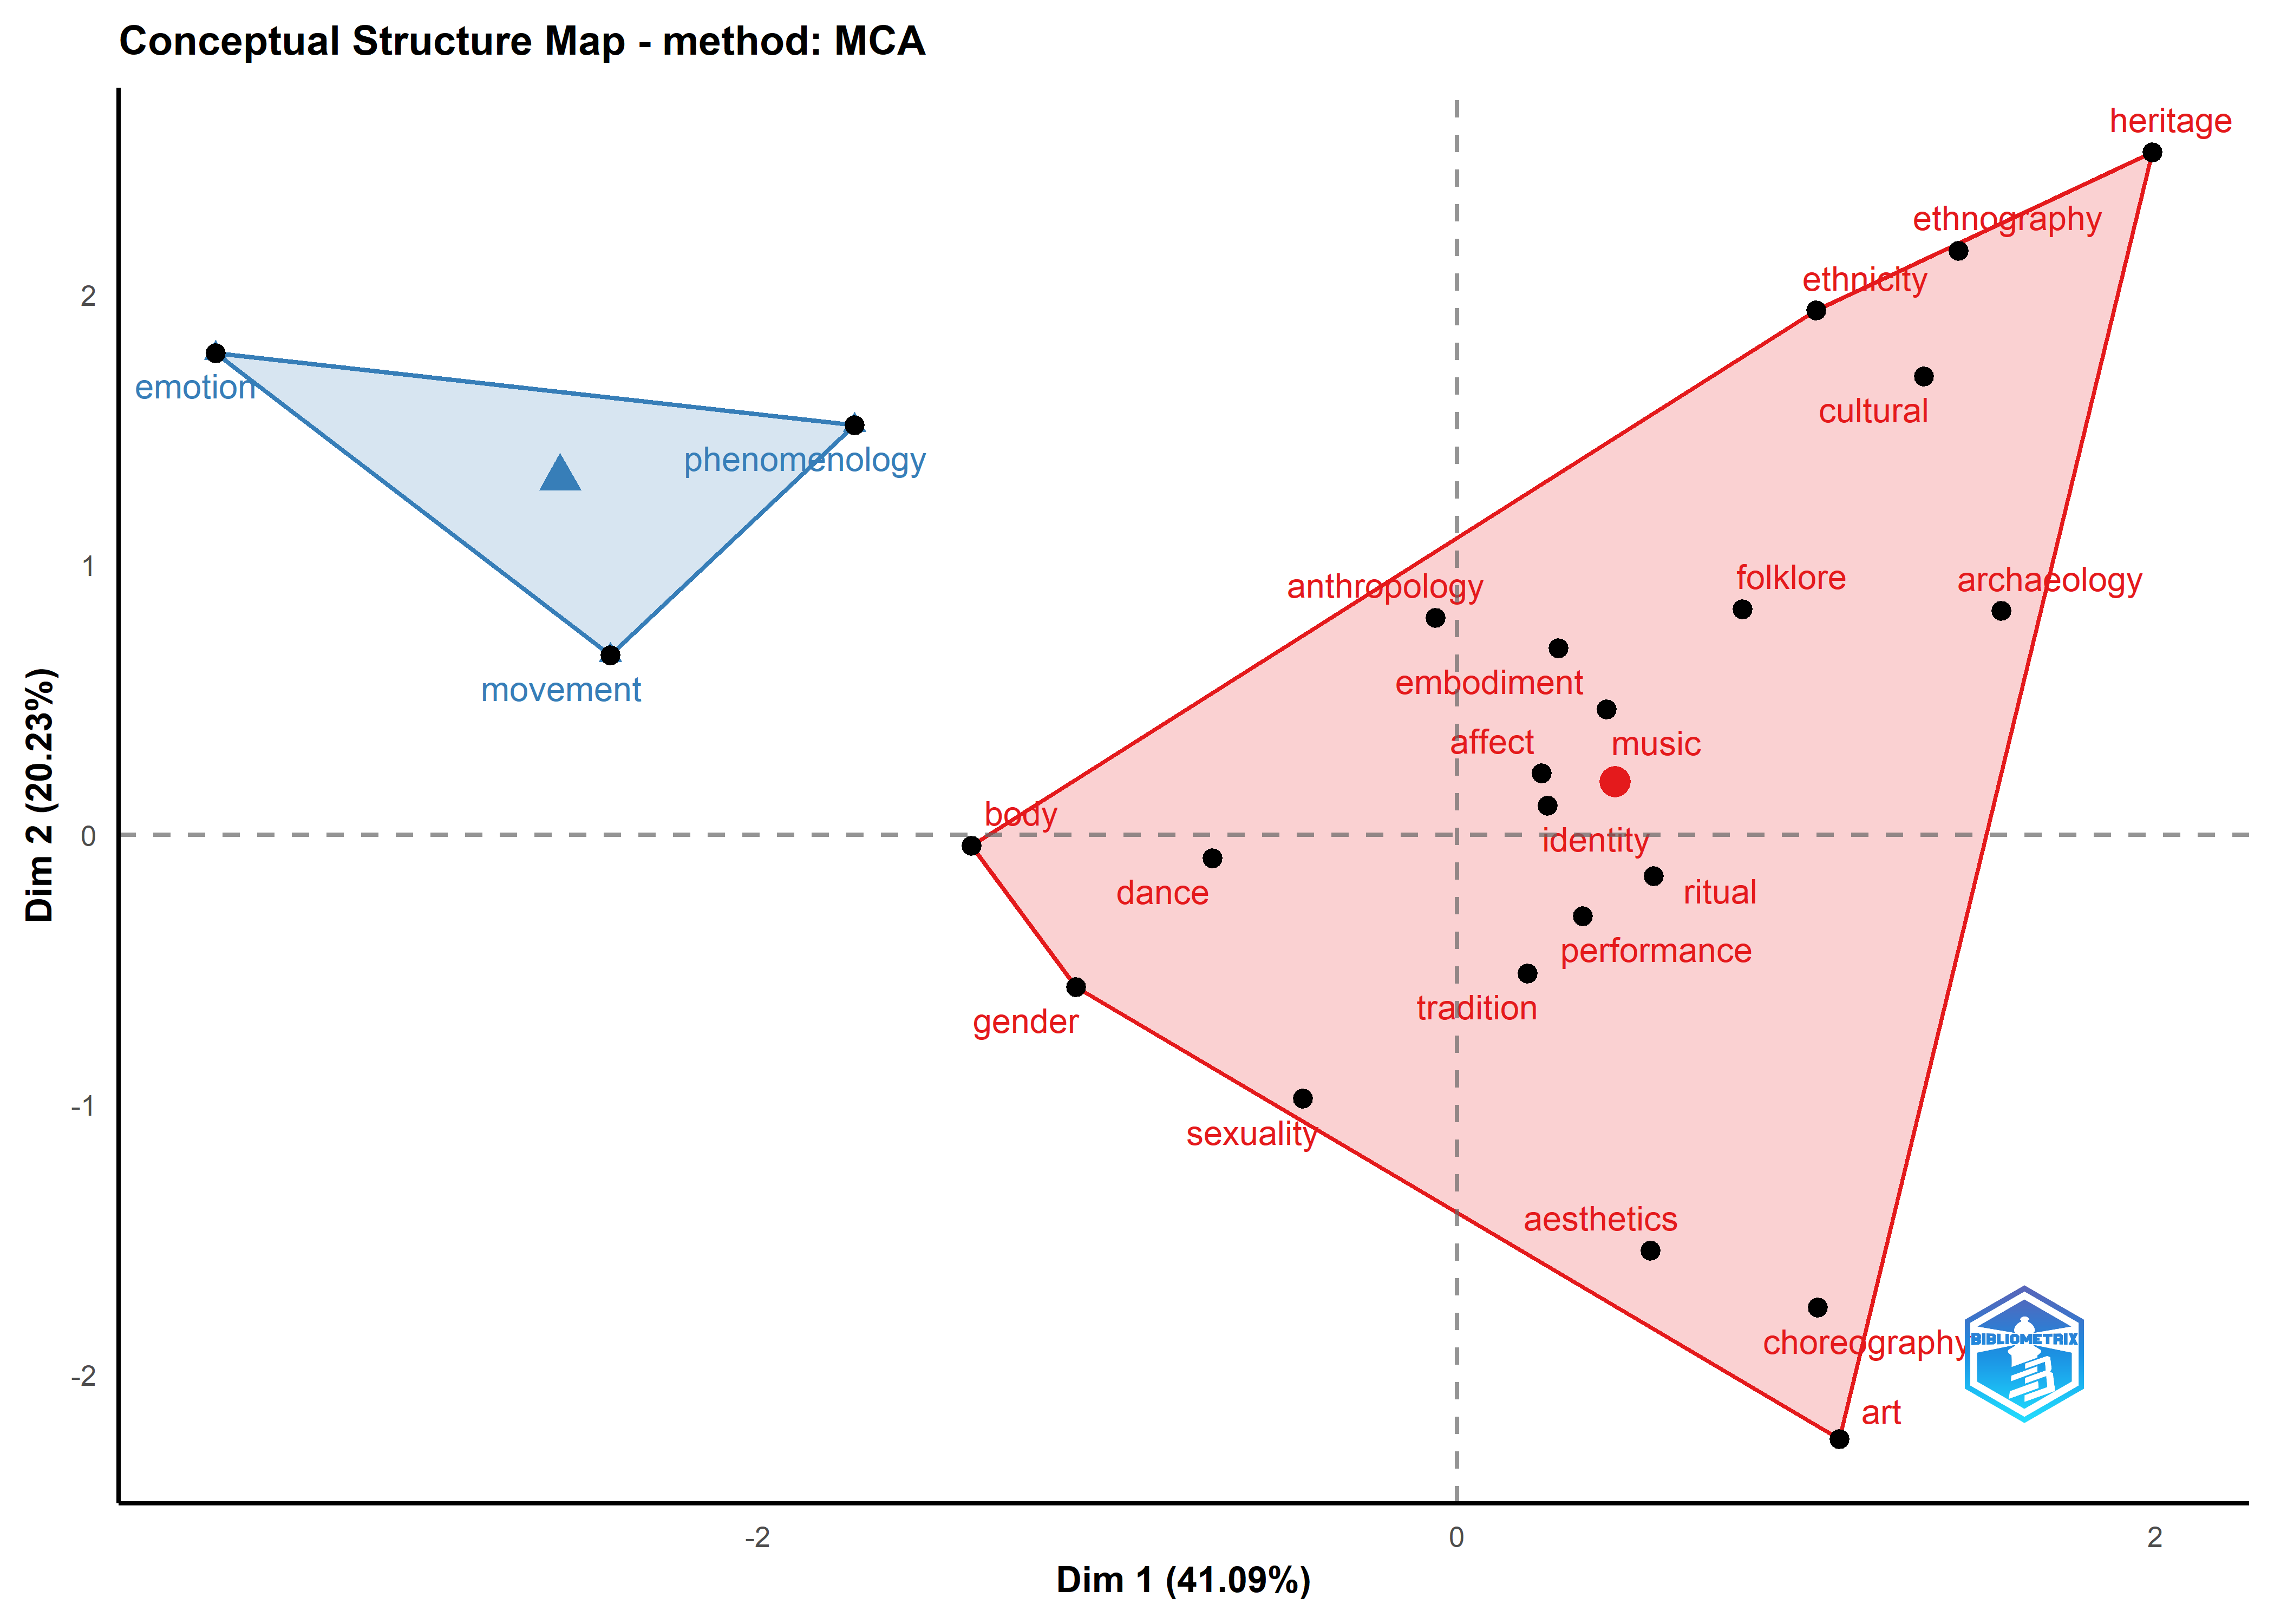 Conceptual Structure Map - method: MCA
heritage
ethnography
ethnicity
2
emotion
cultural
phenomenology
1
folklore
archaeology
anthropology
embodiment
movement
affect
music
body
0
identity
dance
ritual
performance
tradition
gender
-1
sexuality
aesthetics
choreography
BIBLIOMETRIX
-2
art
-2
0
2
Dim 1 (41.09%)
Dim 2 (20.23%)